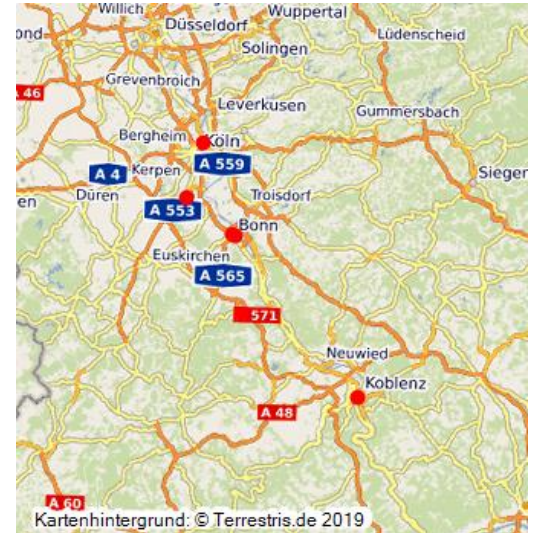 Willich
Wuppertal
Düsseldorf
ond
Lüdenscheid
Solingen
Grevenbroich
A 46
Leverkusen
Gummersbach
Bergheim
Köln
A 559
A 4
Kerpen
Siegen
Düren
Troisdorf
en
A 553
Bonn
Euskirchen
A 565
571
Neuwied
Koblenz
A 48
A 60
Kartenhintergrund: © Terrestris.de 2019